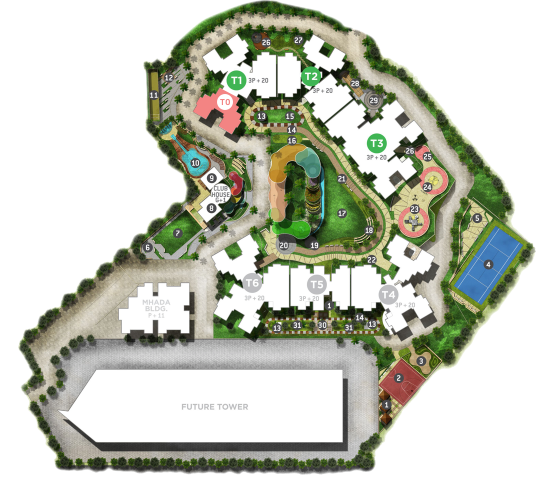 26
27
12
T1
3P + 20
T2
3P + 20
28
11
T0
29
13
15
14
T3
3P + 20
16
26
25
10
9
21
24
CLUB
HOUSE
G+1
8
23
17
5
7
18
6
20
19
22
4
T6
3P + 20
T5
3P + 20
T4
3P + 20
MHADA
BLDG.
P + 11
1
14
13
31
30
31
13
3
2
1
FUTURE TOWER